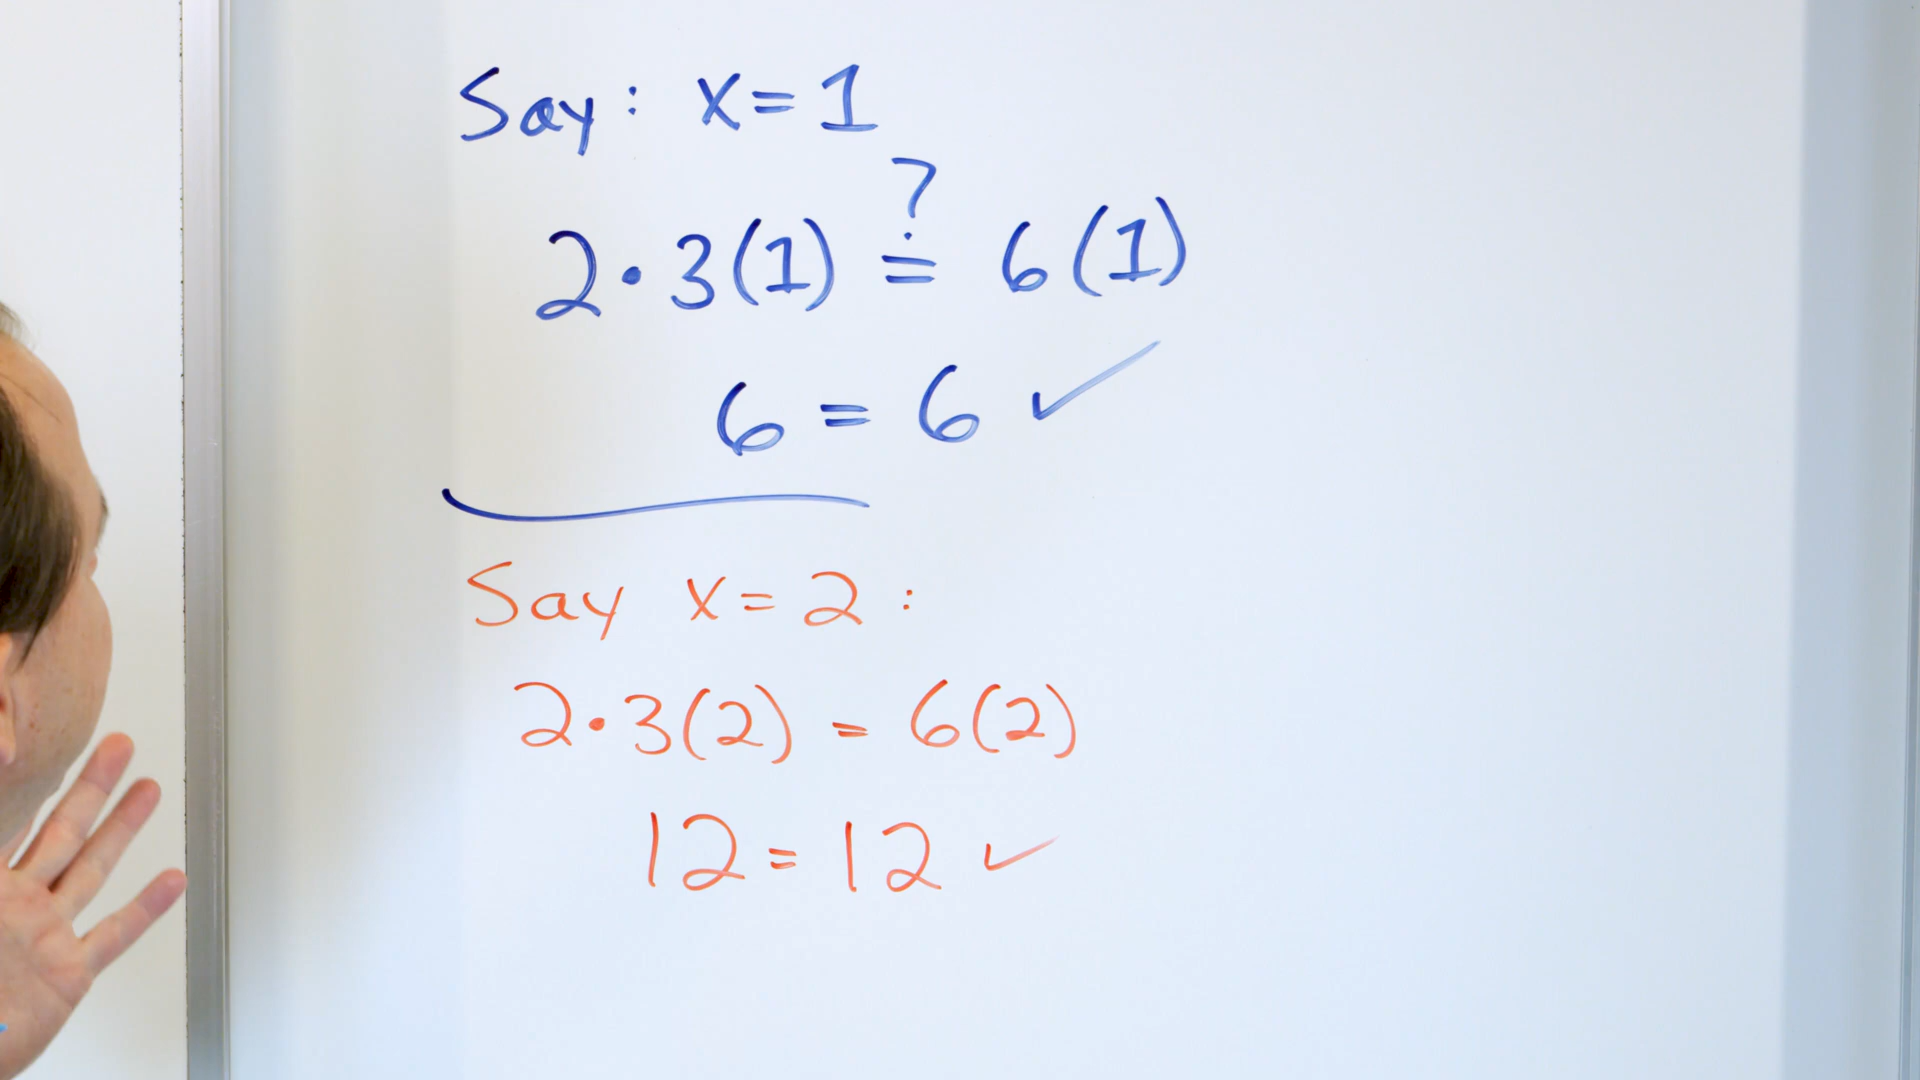 Say: x=1
?
2·3(1) = 6(1)
6 = 6 ✓
Say x=2:
2·3(2) = 6(2)
12=12 ✓